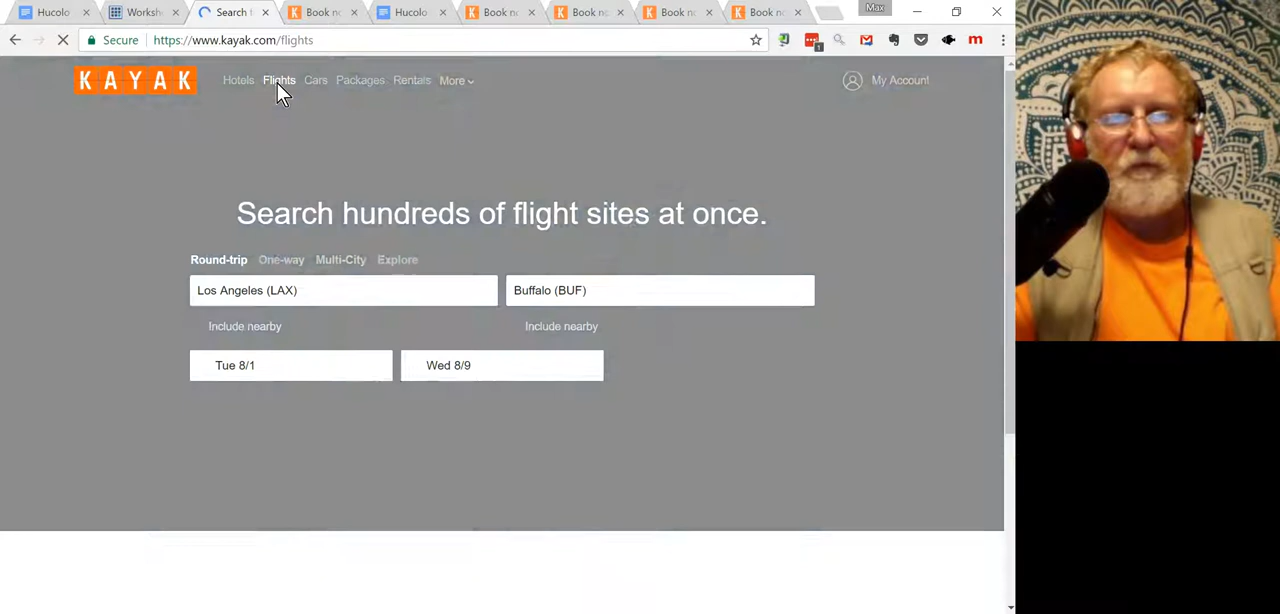 Hucolo
Worksh
Search f
Book no
Hucolo
Book no
Book no
Book no
Book no
Max
Secure
https://www.kayak.com/flights
1
m
KAYAK
Hotels
Flights
Cars
Packages
Rentals
More
My Account
Search hundreds of flight sites at once.
Round-trip
One-way
Multi-City
Explore
Los Angeles (LAX)
Buffalo (BUF)
Include nearby
Include nearby
Tue 8/1
Wed 8/9